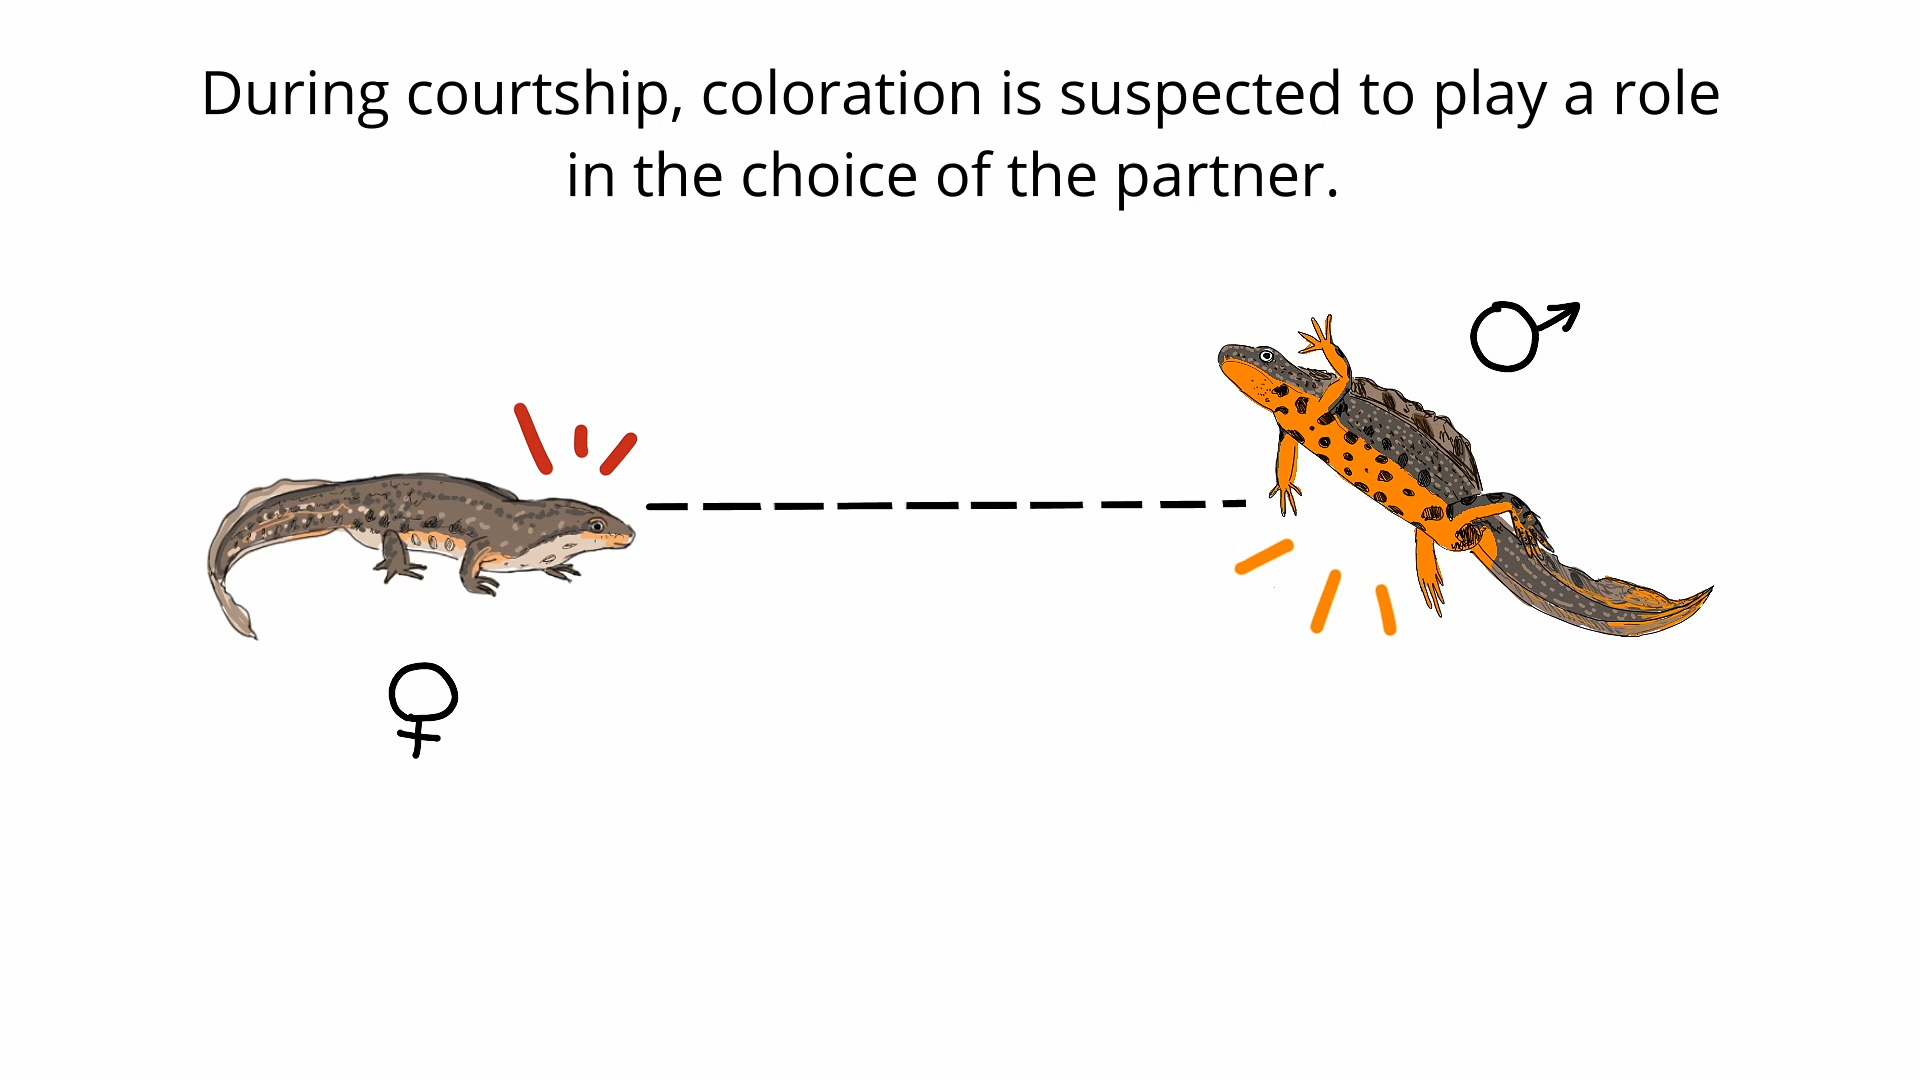 During courtship, coloration is suspected to play a role
in the choice of the partner.